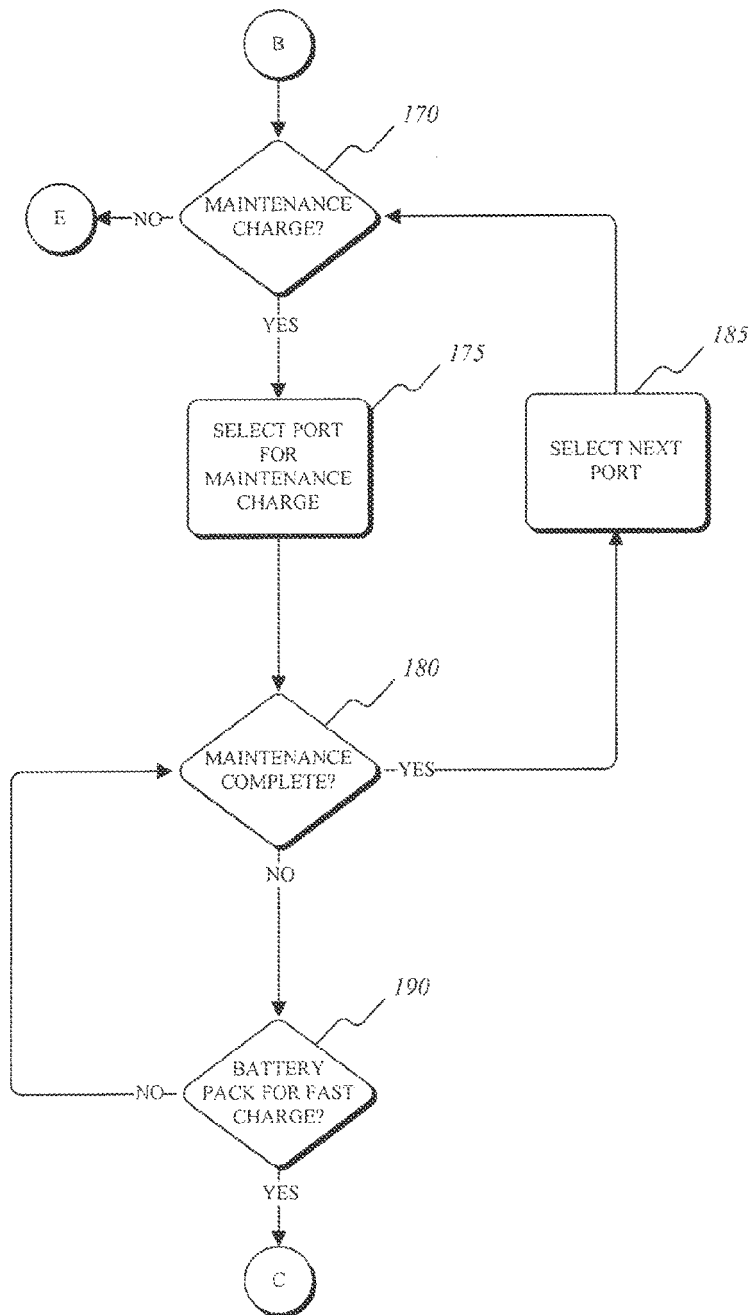 B
170
MAINTENANCE
CHARGE?
E
NO
YES
175
185
SELECT PORT
FOR
MAINTENANCE
CHARGE
SELECT NEXT
PORT
180
MAINTENANCE
COMPLETE?
YES
NO
190
BATTERY
PACK FOR FAST
CHARGE?
NO
YES
C